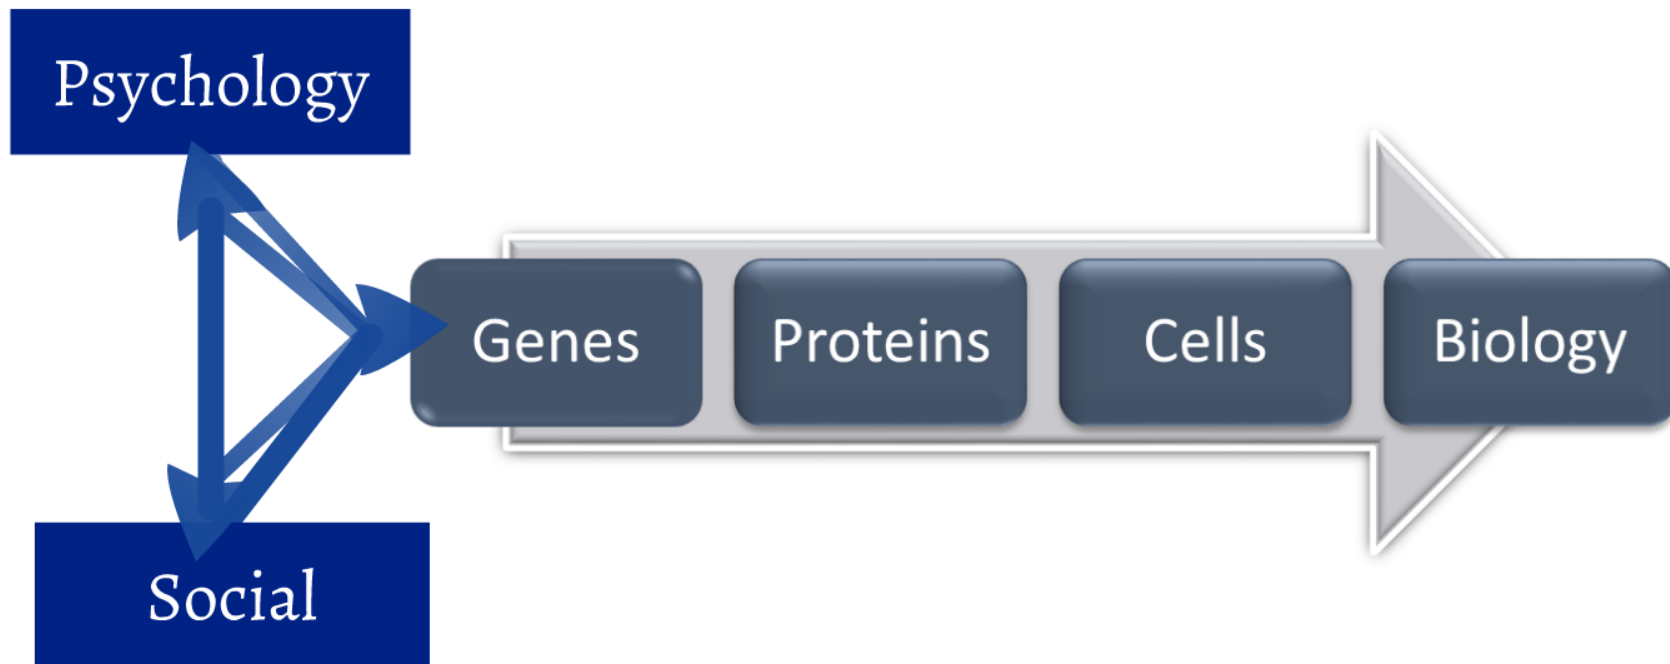 Psychology
Genes
Proteins
Cells
Biology
Social